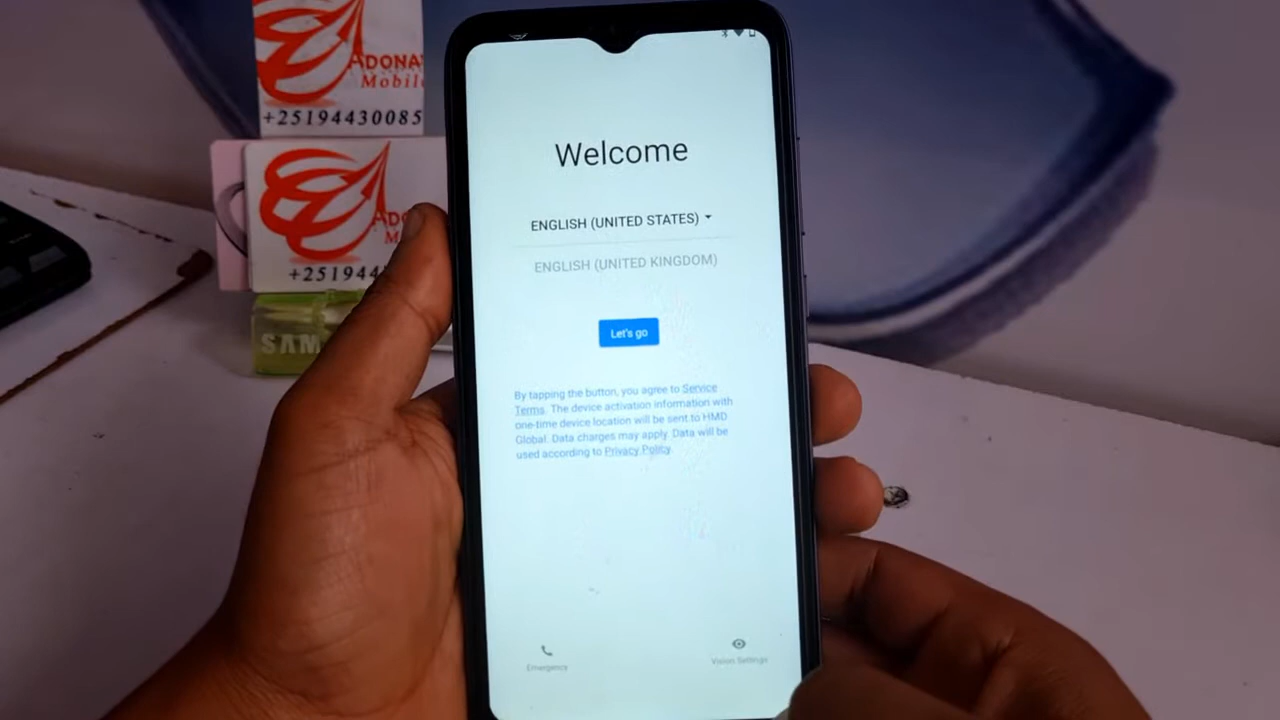 ADONA
Mobile
+25194430085
ADO
M
+25194
SAM
Welcome
ENGLISH (UNITED STATES)
ENGLISH (UNITED KINGDOM)
Let's go
By tapping the button, you agree to Service
Terms. The device activation information with
one-time device location will be sent to HMD
Global. Data charges may apply. Data will be
used according to Privacy Policy
Emergency
Vision Settings